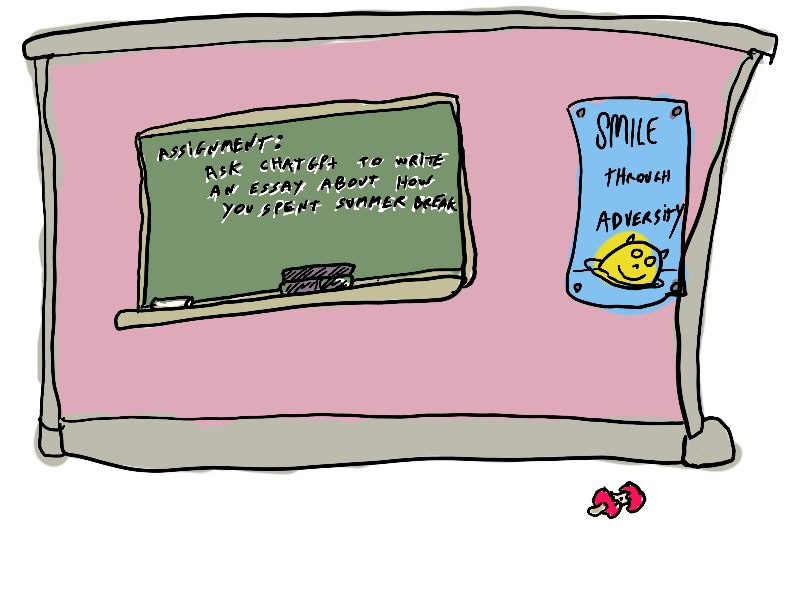 ASSIGNMENT:
ASK CHATGPT TO WRITE
AN ESSAY ABOUT HOW
YOU SPENT SUMMER BREAK
SMILE
THROUGH
ADVERSITY